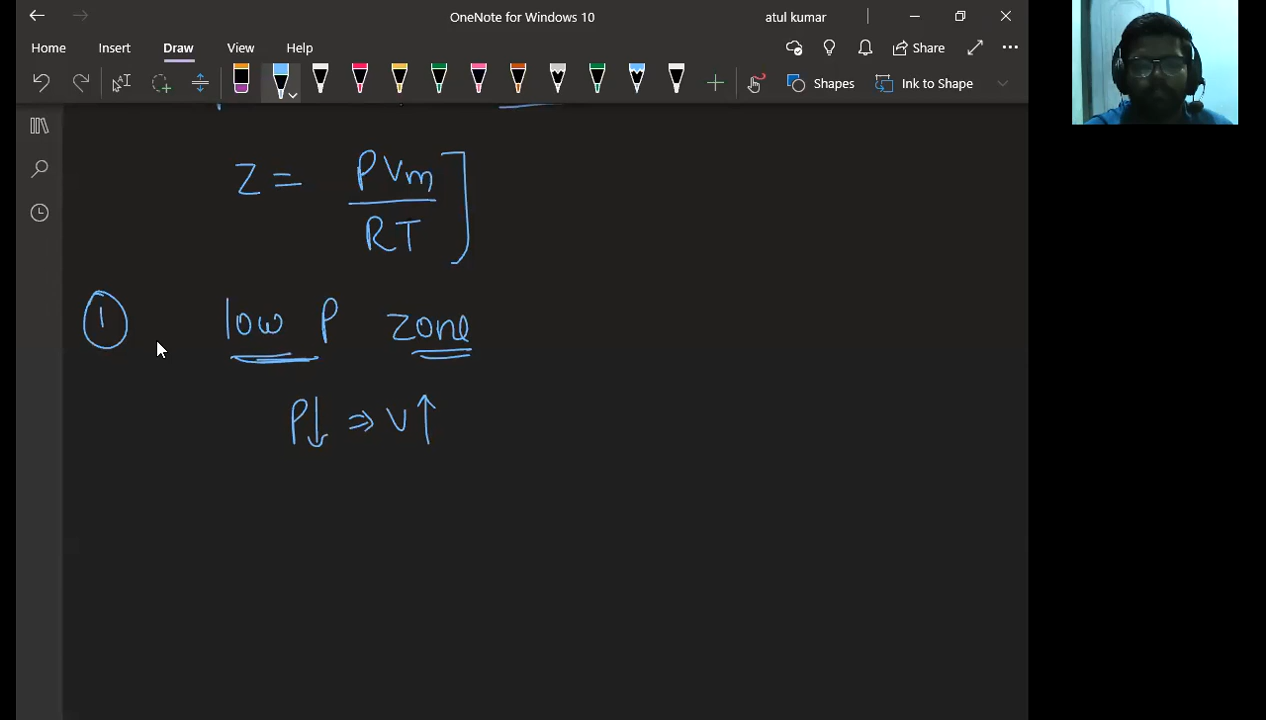 OneNote for Windows 10
atul kumar
Home Insert Draw View Help
Share
Shapes
Ink to Shape
Z = PVm / RT ]
1 low P zone
P↓ ⇒ V↑